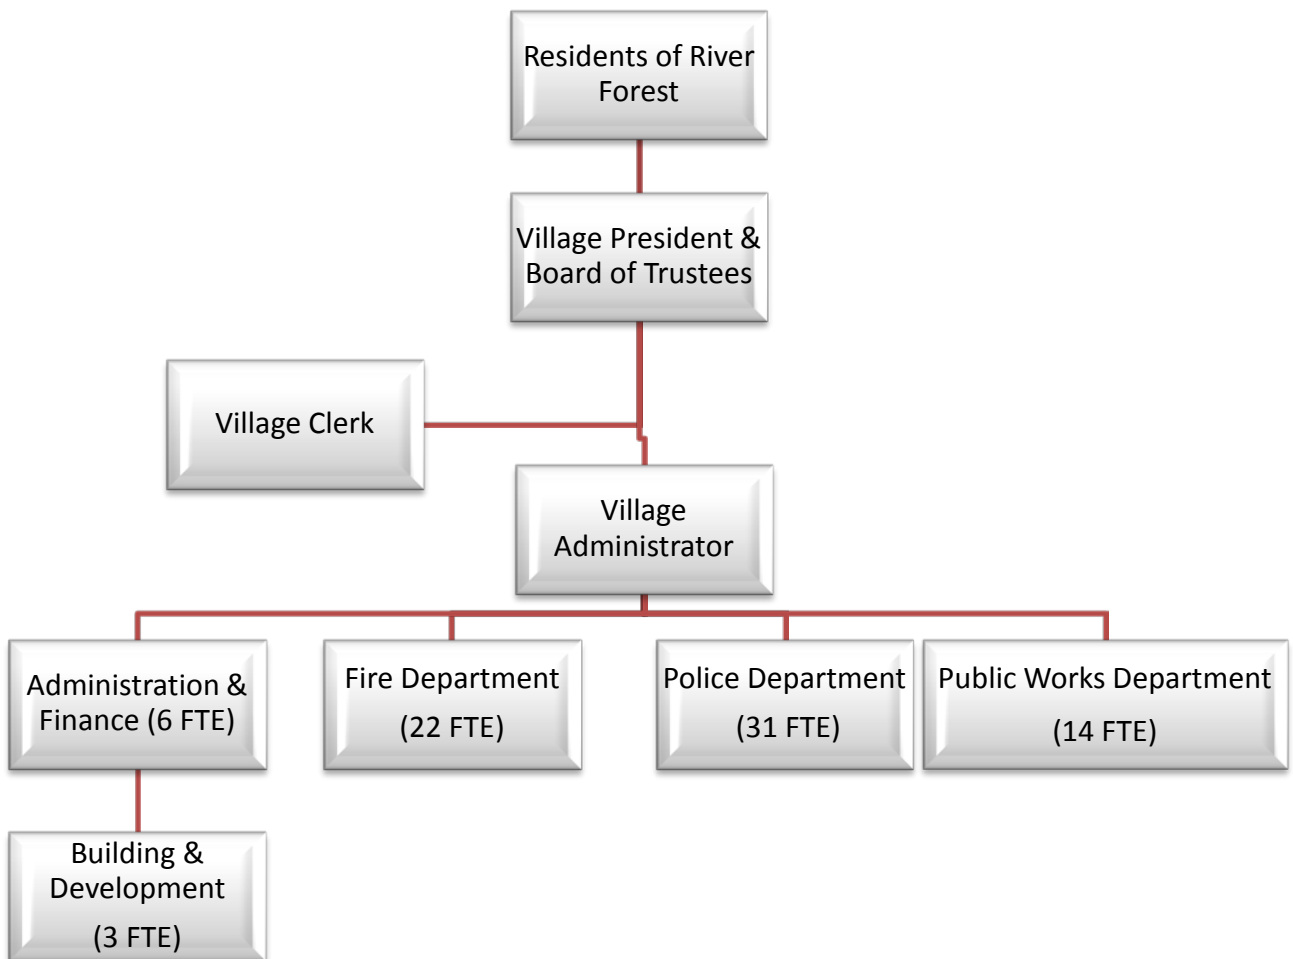 Residents of River
Forest
Village President &
Board of Trustees
Village Clerk
Village
Administrator
Administration &
Finance (6 FTE)
Fire Department
(22 FTE)
Police Department
(31 FTE)
Public Works Department
(14 FTE)
Building &
Development
(3 FTE)